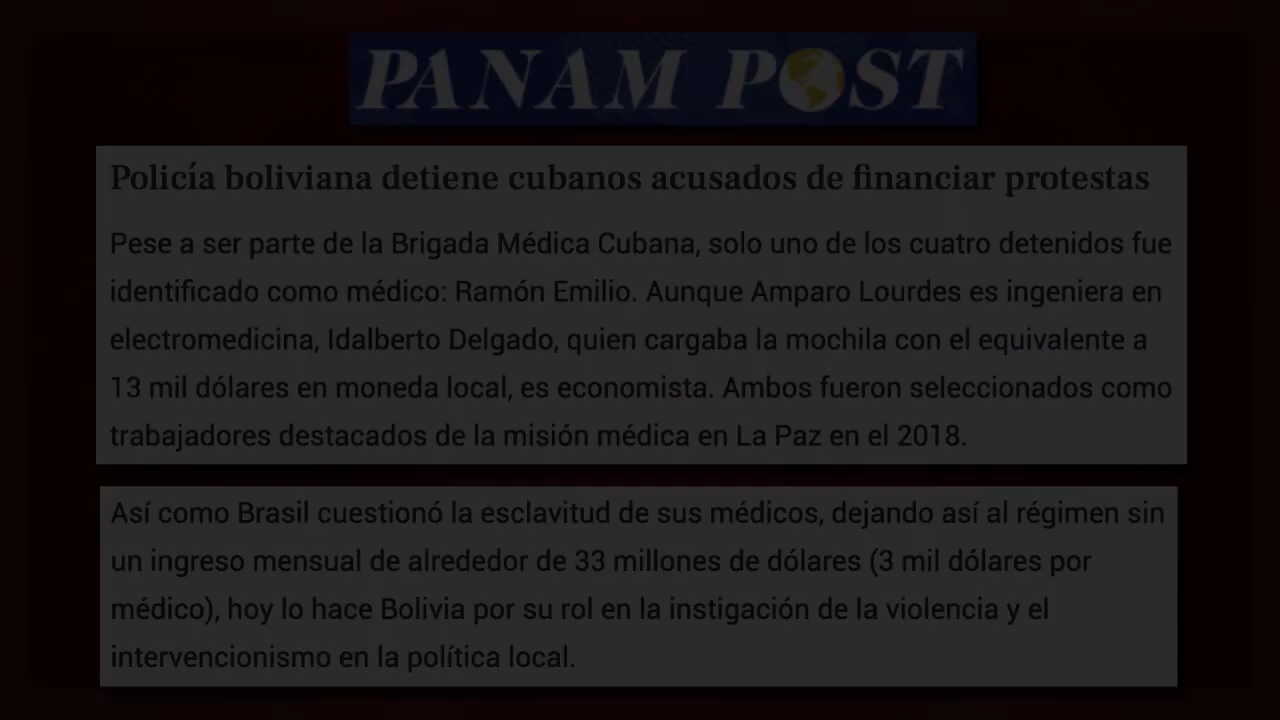 PANAM POST
Policía boliviana detiene cubanos acusados de financiar protestas
Pese a ser parte de la Brigada Médica Cubana, solo uno de los cuatro detenidos fue
identificado como médico: Ramón Emilio. Aunque Amparo Lourdes es ingeniera en
electromedicina, Idalberto Delgado, quien cargaba la mochila con el equivalente a
13 mil dólares en moneda local, es economista. Ambos fueron seleccionados como
trabajadores destacados de la misión médica en La Paz en el 2018.
Así como Brasil cuestionó la esclavitud de sus médicos, dejando así al régimen sin
un ingreso mensual de alrededor de 33 millones de dólares (3 mil dólares por
médico), hoy lo hace Bolivia por su rol en la instigación de la violencia y el
intervencionismo en la política local.